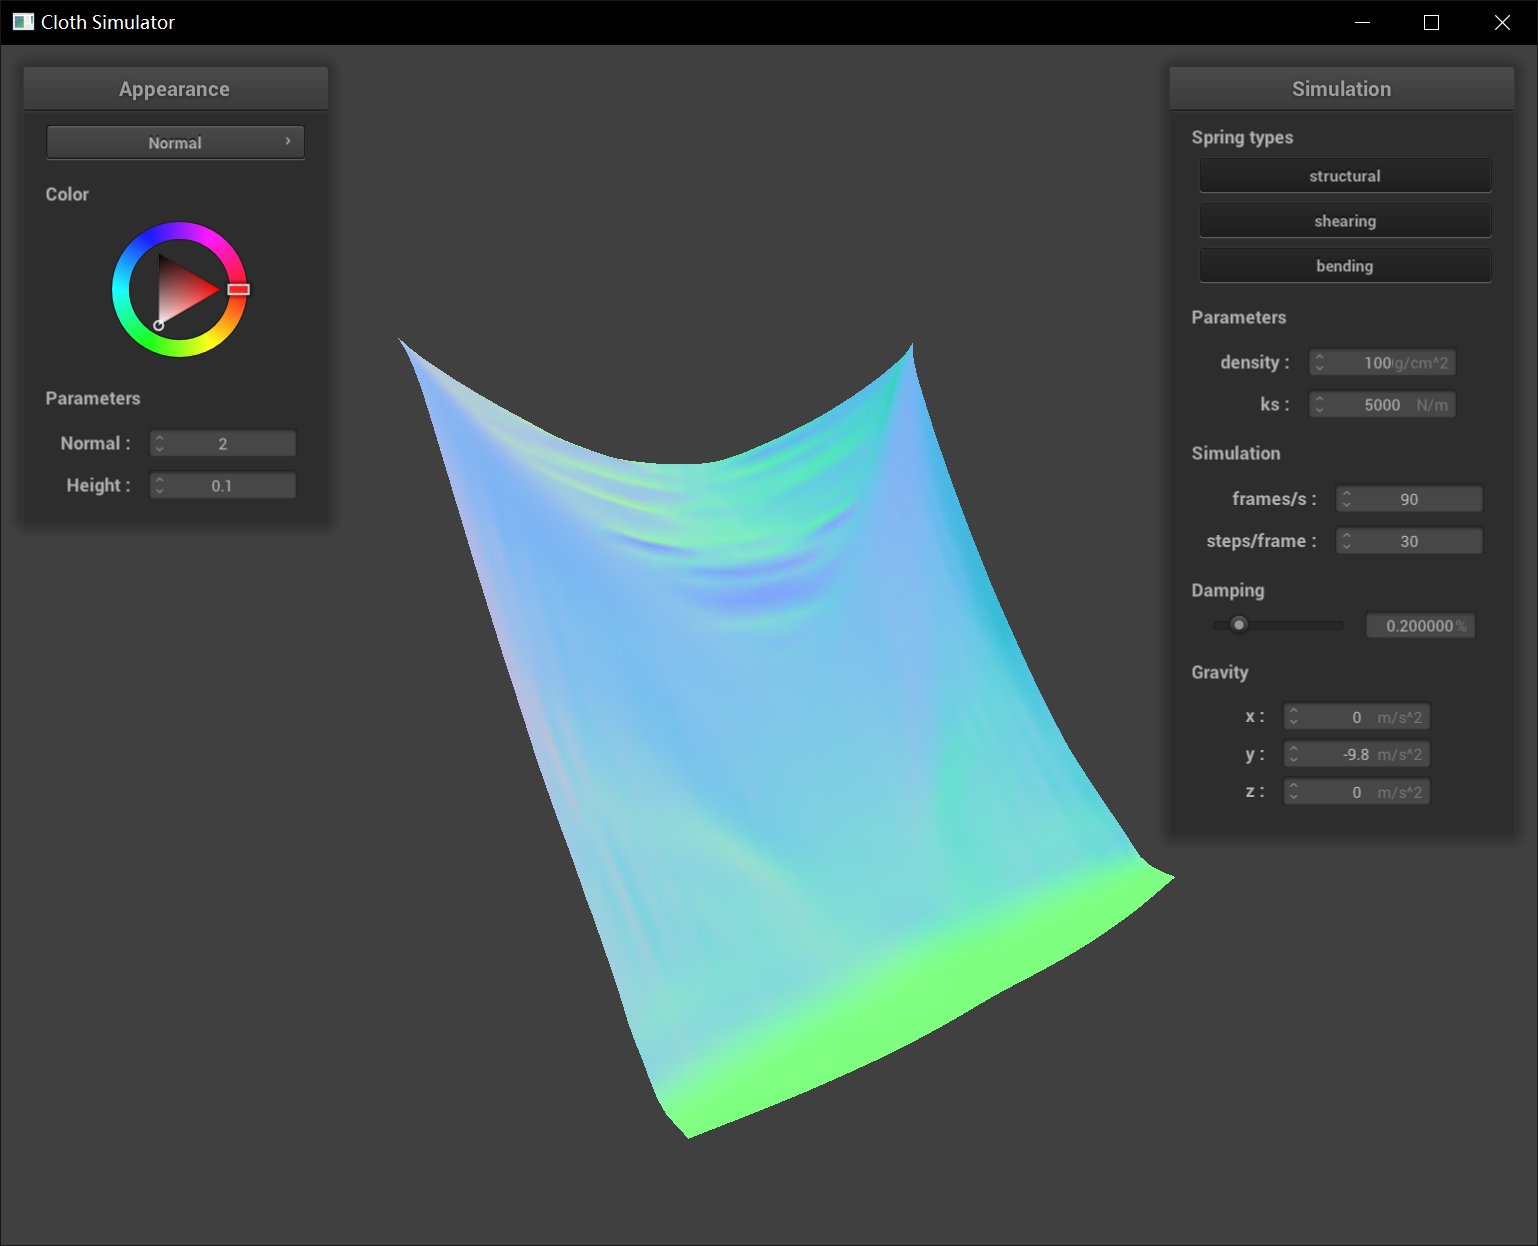 Cloth Simulator
Appearance
Normal
Color
Parameters
Normal :
2
Height :
0.1
Simulation
Spring types
structural
shearing
bending
Parameters
density :
100 g/cm^2
ks :
5000 N/m
Simulation
frames/s :
90
steps/frame :
30
Damping
0.200000 %
Gravity
x :
0 m/s^2
y :
-9.8 m/s^2
z :
0 m/s^2